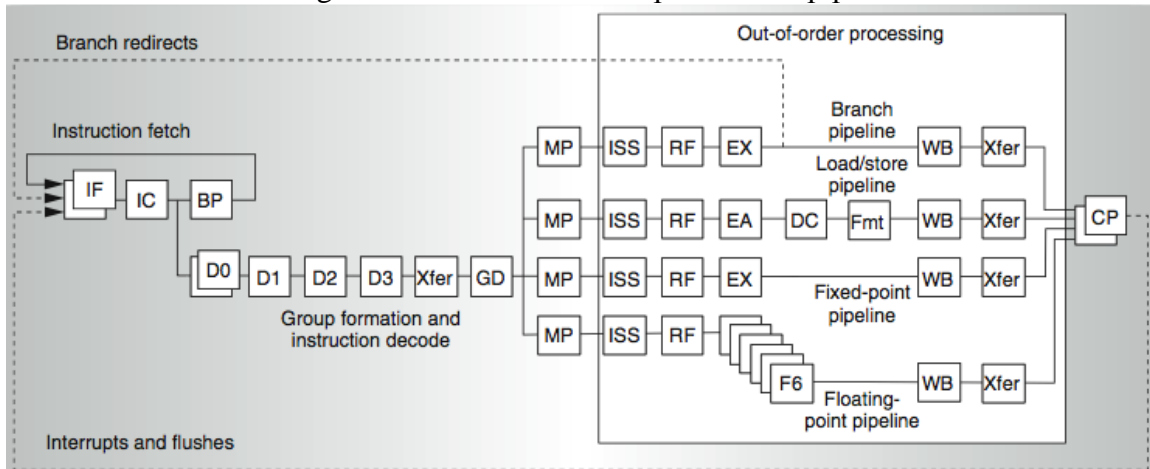 Out-of-order processing
Branch redirects
Instruction fetch
Branch
pipeline
MP ISS RF EX WB Xfer
Load/store
pipeline
IF IC BP
MP ISS RF EA DC Fmt WB Xfer CP
D0 D1 D2 D3 Xfer GD MP ISS RF EX WB Xfer
Fixed-point
pipeline
Group formation and
instruction decode
MP ISS RF
F6 WB Xfer
Floating-
point pipeline
Interrupts and flushes